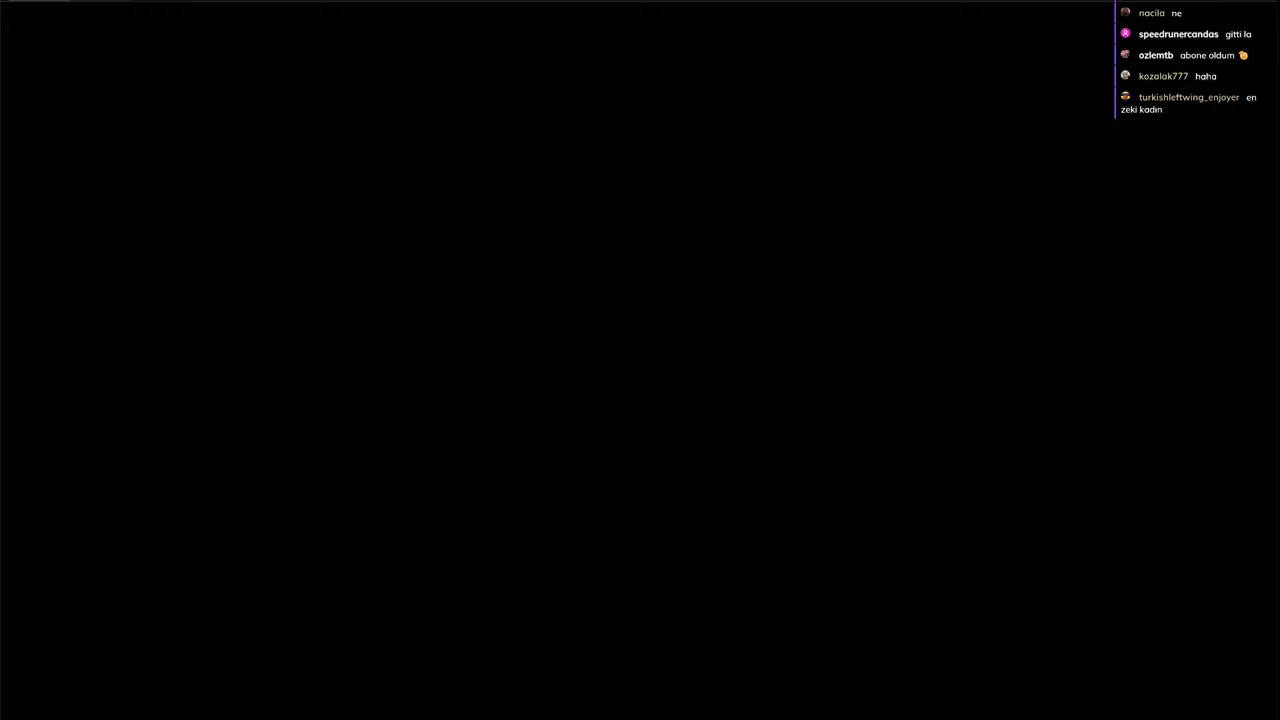 nacila ne
speedrunercandas gitti la
ozlemtb abone oldum
kozalak777 haha
turkishleftwing_enjoyer en
zeki kadın